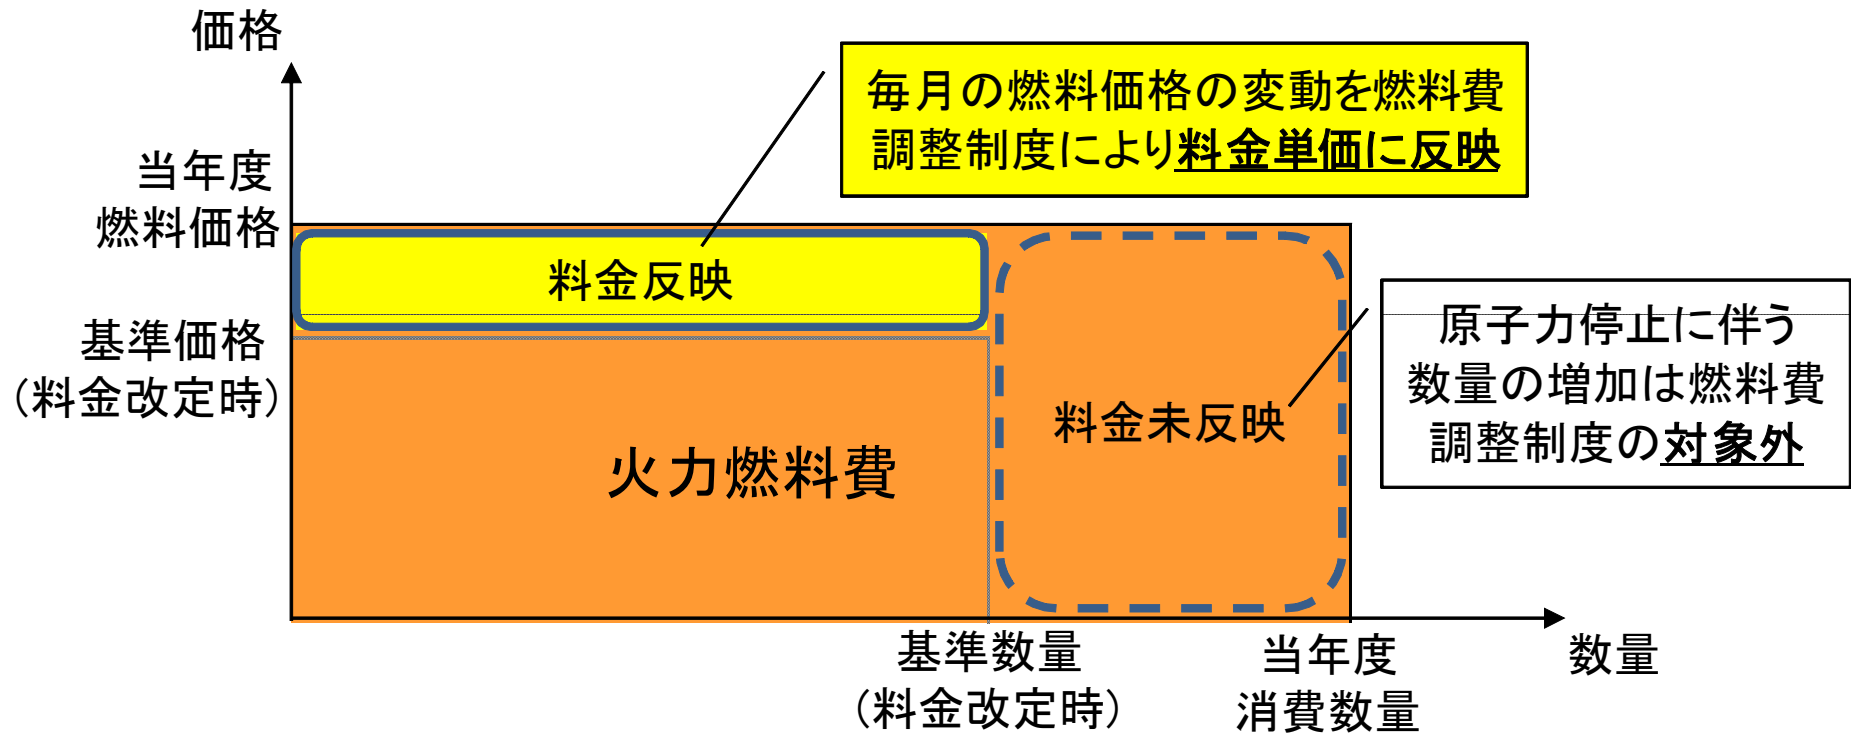 価格
毎月の燃料価格の変動を燃料費
調整制度により料金単価に反映
当年度
燃料価格
料金反映
基準価格
（料金改定時）
原子力停止に伴う
数量の増加は燃料費
調整制度の対象外
料金未反映
火力燃料費
基準数量
（料金改定時）
当年度
消費数量
数量